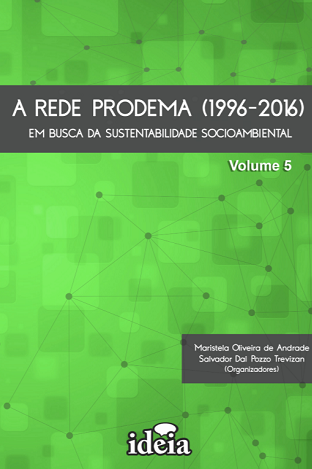 A REDE PRODEMA (1996-2016)
EM BUSCA DA SUSTENTABILIDADE SOCIOAMBIENTAL
Volume 5
Maristela Oliveira de Andrade
Salvador Dal Pozzo Trevizan
(Organizadores)
ideia